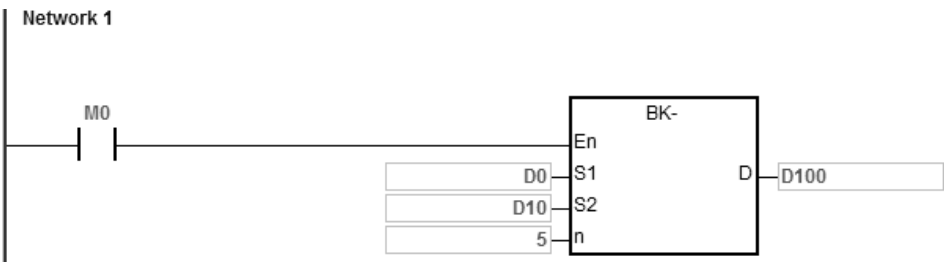 Network 1
M0
BK-
En
D0 S1 D D100
D10 S2
5 n